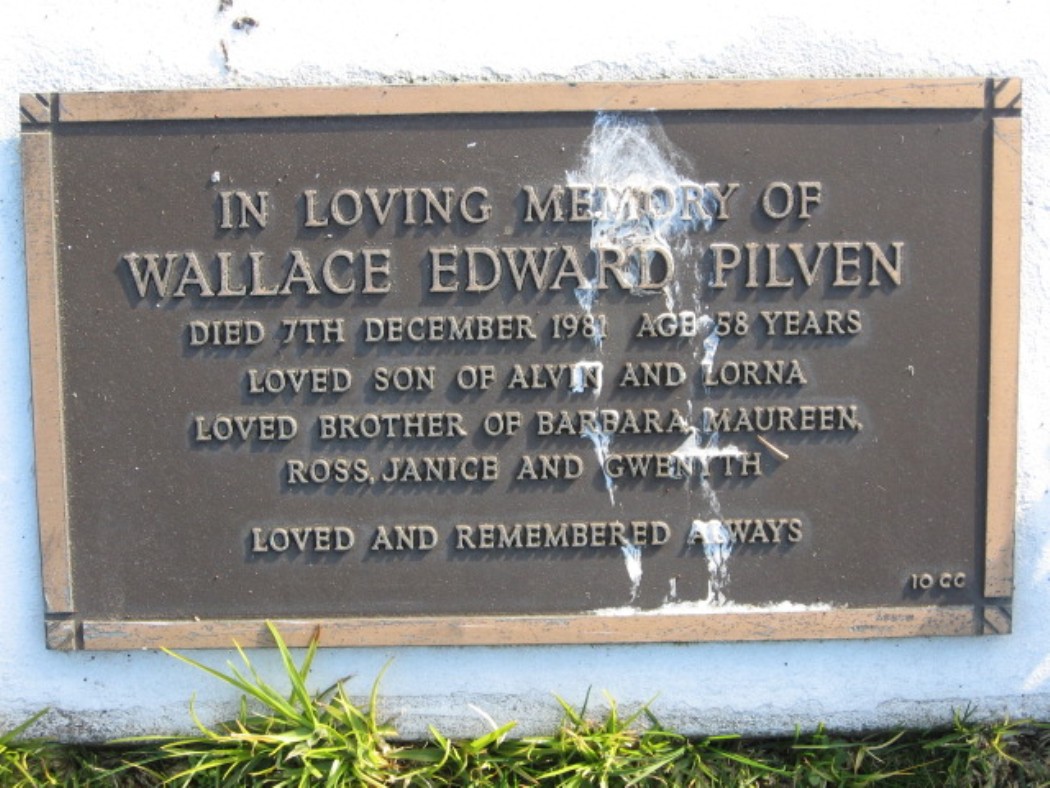 IN LOVING MEMORY OF
WALLACE EDWARD PILVEN
DIED 7TH DECEMBER 1981 AGE 58 YEARS
LOVED SON OF ALVIN AND LORNA
LOVED BROTHER OF BARBARA, MAUREEN,
ROSS, JANICE AND GWENYTH
LOVED AND REMEMBERED ALWAYS
10 GC